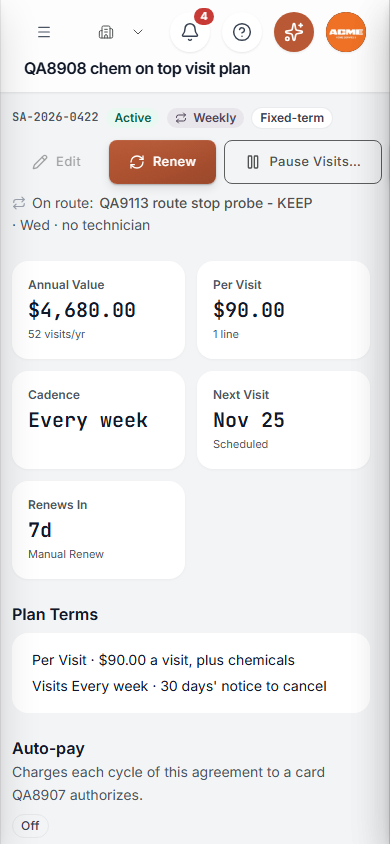 4
ACME
QA8908 chem on top visit plan
SA-2026-0422 Active Weekly Fixed-term
Edit Renew Pause Visits...
On route: QA9113 route stop probe - KEEP
· Wed · no technician
Annual Value Per Visit
$4,680.00 $90.00
52 visits/yr 1 line
Cadence Next Visit
Every week Nov 25
Scheduled
Renews In
7d
Manual Renew
Plan Terms
Per Visit · $90.00 a visit, plus chemicals
Visits Every week · 30 days' notice to cancel
Auto-pay
Charges each cycle of this agreement to a card
QA8907 authorizes.
Off